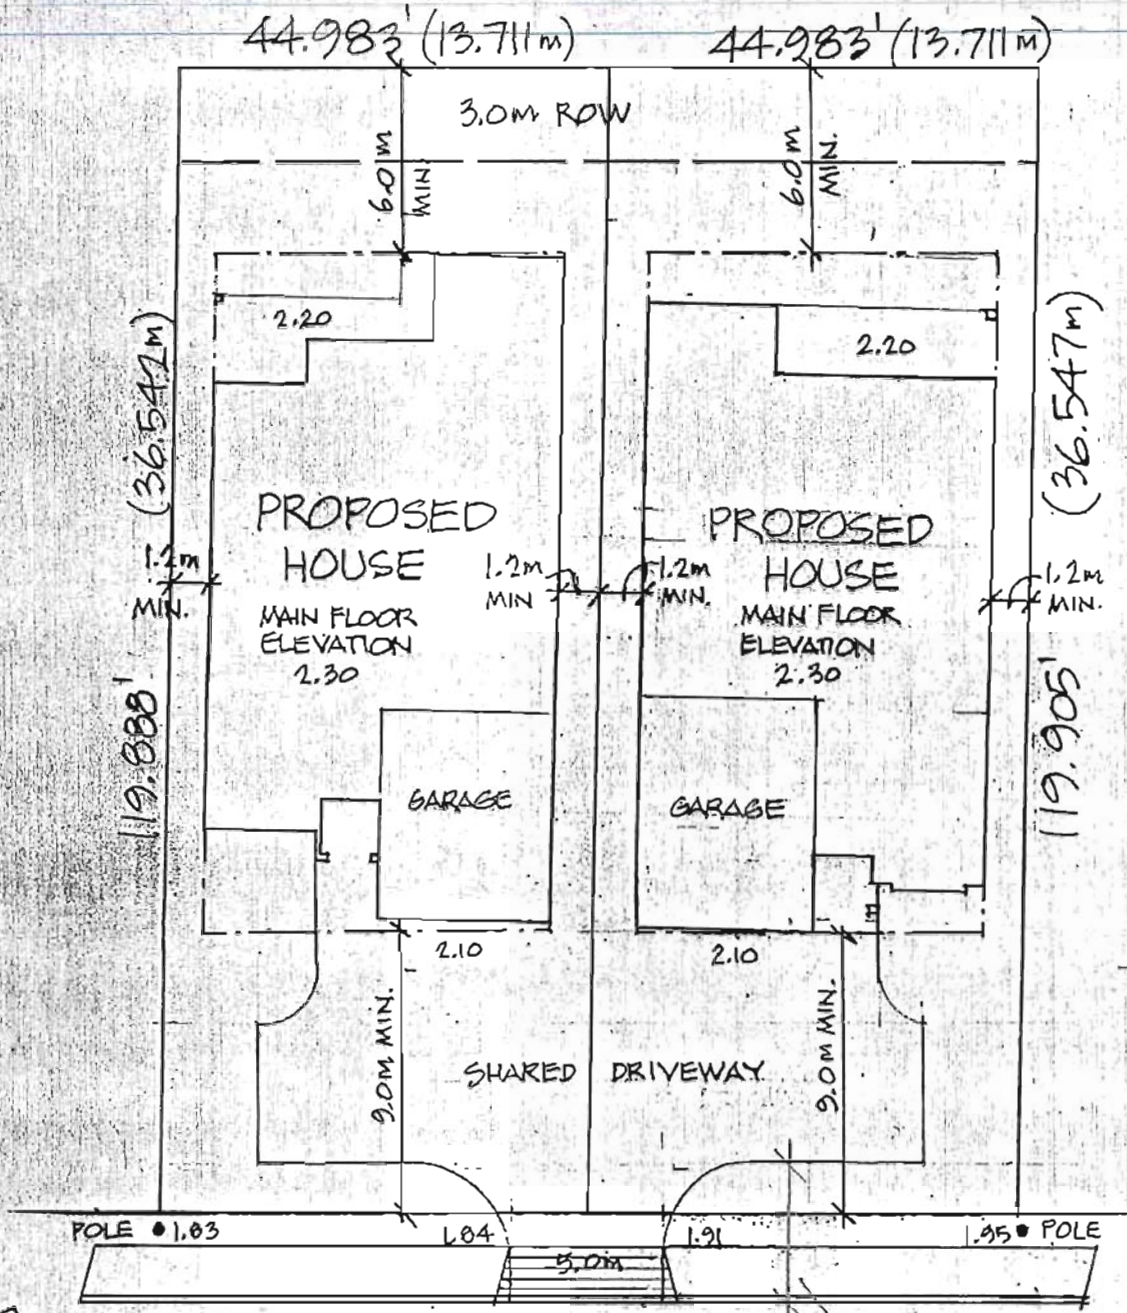 44.983' (13.711m)
44.983' (13.711m)
3.0m ROW
6.0m
MIN
6.0m
MIN.
2.20
2.20
(36.542m)
(36.547m)
PROPOSED
HOUSE
MAIN FLOOR
ELEVATION
2.30
PROPOSED
HOUSE
MAIN FLOOR
ELEVATION
2.30
1.2m
MIN.
1.2m
MIN
1.2m
MIN.
1.2m
MIN.
119.888'
119.905'
GARAGE
GARAGE
2.10
2.10
9.0m MIN.
9.0m MIN.
SHARED DRIVEWAY
POLE 1.83
1.84
1.91
1.95 POLE
5.0m